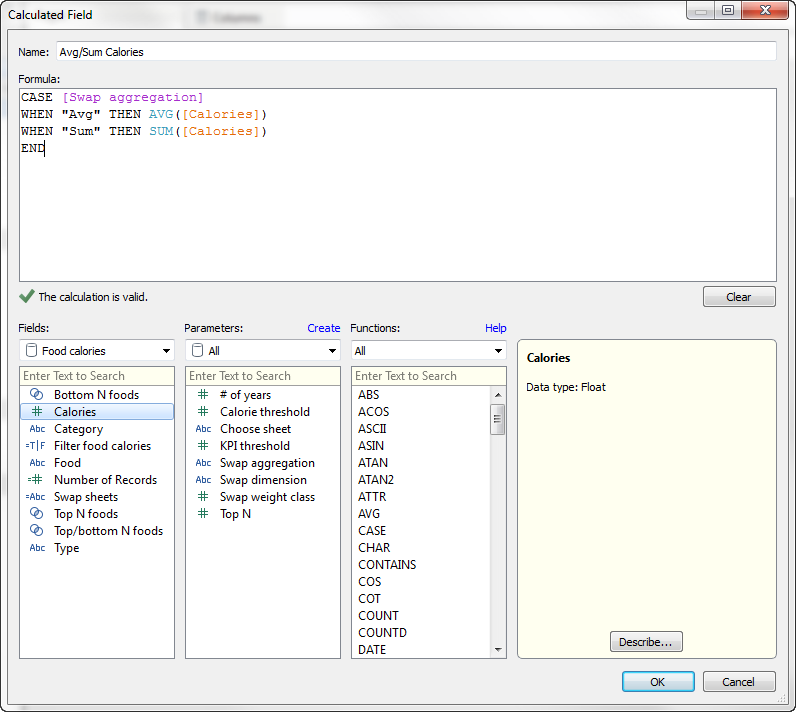 Calculated Field
Name: Avg/Sum Calories
Formula:
CASE [Swap aggregation]
WHEN "Avg" THEN AVG([Calories])
WHEN "Sum" THEN SUM([Calories])
END
The calculation is valid.
Clear
Fields:
Food calories
Enter Text to Search
Bottom N foods
# Calories
Abc Category
=T|F Filter food calories
Abc Food
=# Number of Records
=Abc Swap sheets
Top N foods
Top/bottom N foods
Abc Type
Parameters: Create
All
Enter Text to Search
# # of years
# Calorie threshold
Abc Choose sheet
# KPI threshold
Abc Swap aggregation
Abc Swap dimension
# Swap weight class
# Top N
Functions: Help
All
Enter Text to Search
ABS
ACOS
ASCII
ASIN
ATAN
ATAN2
ATTR
AVG
CASE
CHAR
CONTAINS
COS
COT
COUNT
COUNTD
DATE
Calories
Data type: Float
Describe...
OK
Cancel